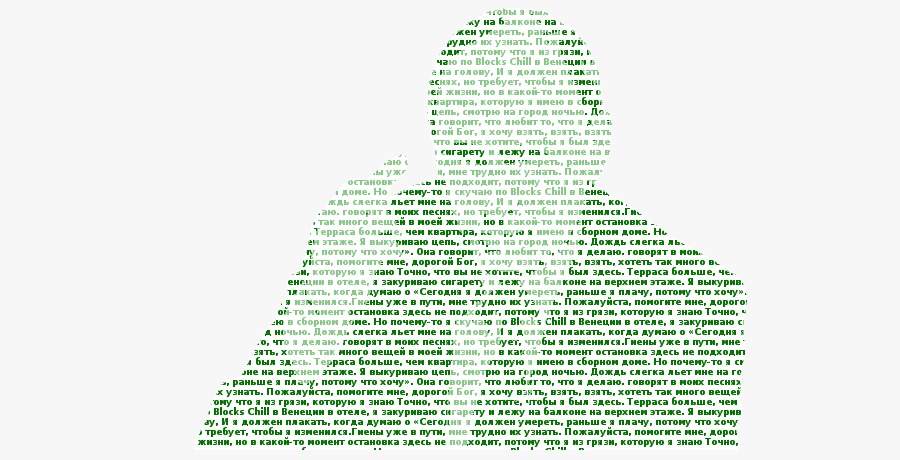 чтобы я был
ку на балконе на
жен умереть, раньше я
рудно их узнать. Пожалуй
одит, потому что я из грязи,
чаю по Blocks Chill в Венеции в
на голову, И я должен плакат
снях, но требует, чтобы я измен
ей жизни, но в какой-то момент о
квартира, которую я имею в сбор
цепь, смотрю на город ночью. Дож
а говорит, что любит то, что я дела
огой Бог, я хочу взять, взять, взять
что вы не хотите, чтобы я был зде
сигарету и лежу на балконе на в
одня я должен умереть, раньше
ы уже мне трудно их узнать. Пожал
остановк сь не подходит, потому что я из гр
доме. Но почему-то я скучаю по Blocks Chill в Венец
ждь слегка льет мне на голову, И я должен плакать, ког
аю. говорят в моих песнях, но требует, чтобы я изменился.Гие
так много вещей в моей жизни, но в какой-то момент остановка
Терраса больше, чем квартира, которую я имею в сборном доме. Но
ем этаже. Я выкуриваю цепь, смотрю на город ночью. Дождь слегка ль
у, потому что хочу». Она говорит, что любит то, что я делаю. говорят в моих
уйста, помогите мне, дорогой Бог, я хочу взять, взять, взять, хотеть так много ве
зи, которую я знаю Точно, что вы не хотите, чтобы я был здесь. Терраса больше, че
енеции в отеле, я закуриваю сигарету и лежу на балконе на верхнем этаже. Я выкурив
плакать, когда думаю о «Сегодня я должен умереть, раньше я плачу, потому что хочу».
я изменился.Гиены уже в пути, мне трудно их узнать. Пожалуйста, помогите мне, дорого
ой-то момент остановка здесь не подходит, потому что я из грязи, которую я знаю Точно, ч
ю в сборном доме. Но почему-то я скучаю по Blocks Chill в Венеции в отеле, я закуриваю с
д ночью. Дождь слегка льет мне на голову, И я должен плакать, когда думаю о «Сегодня я
о, что я делаю. говорят в моих песнях, но требует, чтобы я изменился.Гиены уже в пути, мне
зять, хотеть так много вещей в моей жизни, но в какой-то момент остановка здесь не подходит
я был здесь. Терраса больше, чем квартира, которую я имею в сборном доме. Но почему-то я ск
оне на верхнем этаже. Я выкуриваю цепь, смотрю на город ночью. Дождь слегка льет мне на го
ь, раньше я плачу, потому что хочу». Она говорит, что любит то, что я делаю. говорят в моих песнях
х узнать. Пожалуйста, помогите мне, дорогой Бог, я хочу взять, взять, взять, хотеть так много вещей
тому что я из грязи, которую я знаю Точно, что вы не хотите, чтобы я был здесь. Терраса больше, чем
Blocks Chill в Венеции в отеле, я закуриваю сигарету и лежу на балконе на верхнем этаже. Я выкурив
ву, И я должен плакать, когда думаю о «Сегодня я должен умереть, раньше я плачу, потому что хочу
требует, чтобы я изменился.Гиены уже в пути, мне трудно их узнать. Пожалуйста, помогите мне, дорог
жизни, но в какой-то момент остановка здесь не подходит, потому что я из грязи, которую я знаю Точно,